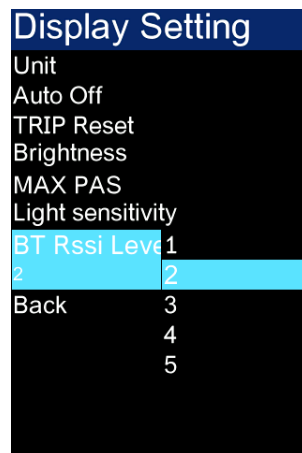 Display Setting
Unit
Auto Off
TRIP Reset
Brightness
MAX PAS
Light sensitivity
BT Rssi Leve 1
2 2
Back 3
4
5